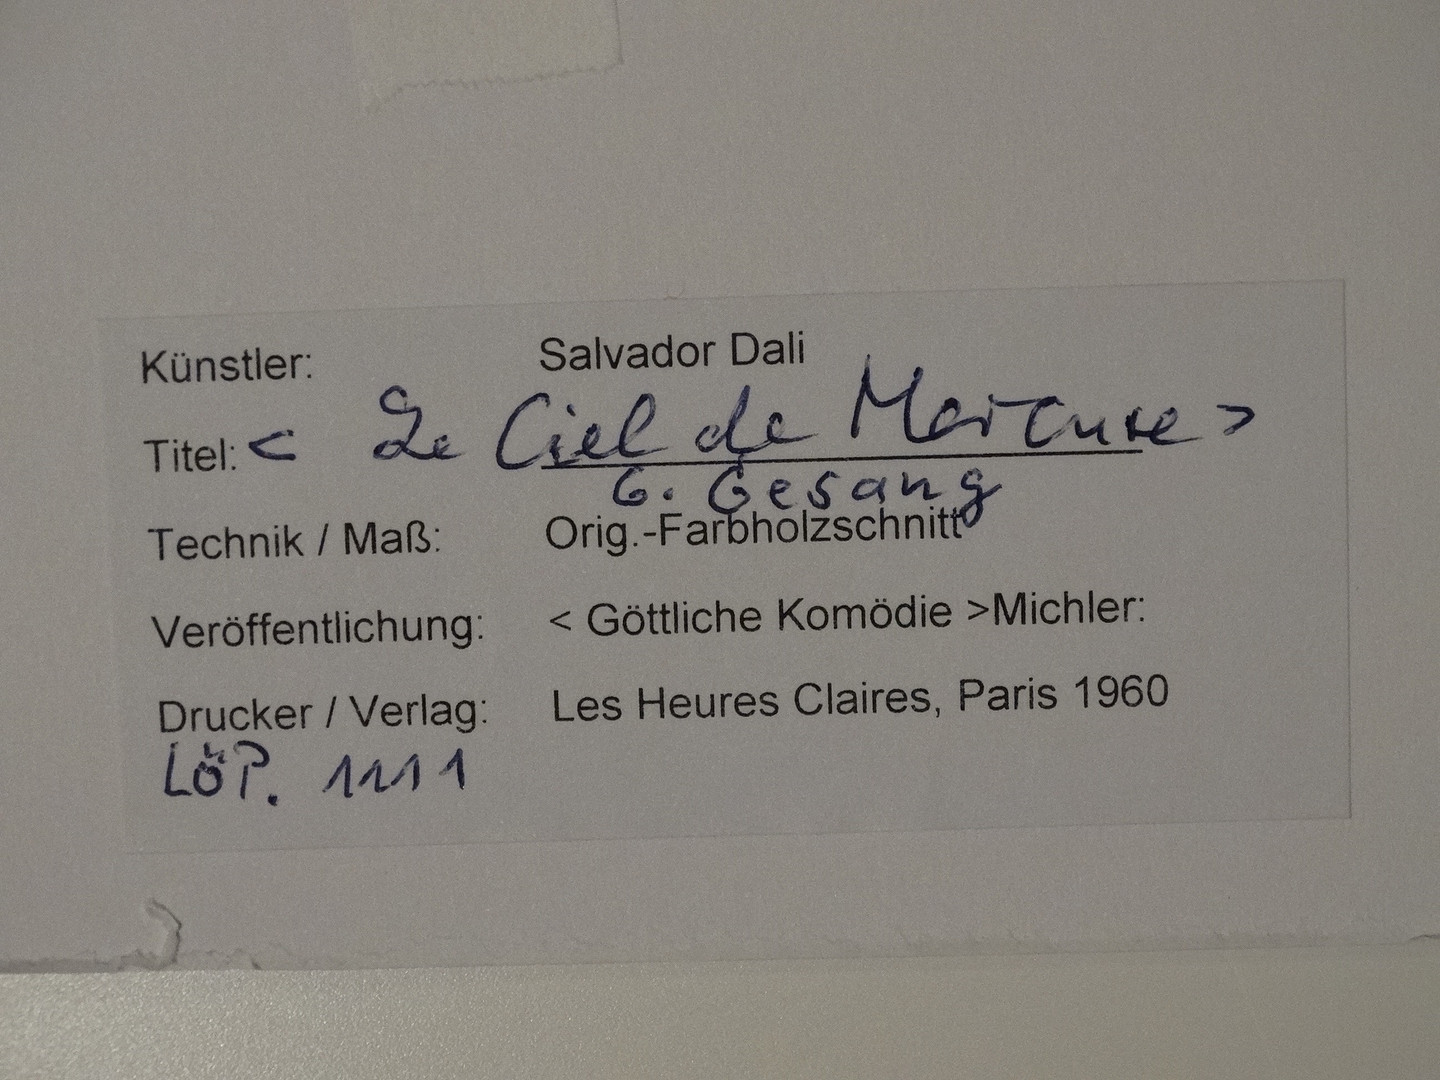 Künstler: Salvador Dali
Titel: < Le Ciel de Mercure >
6. Gesang
Technik / Maß: Orig.-Farbholzschnitt
Veröffentlichung: < Göttliche Komödie >Michler:
Drucker / Verlag: Les Heures Claires, Paris 1960
LÖP. 1111